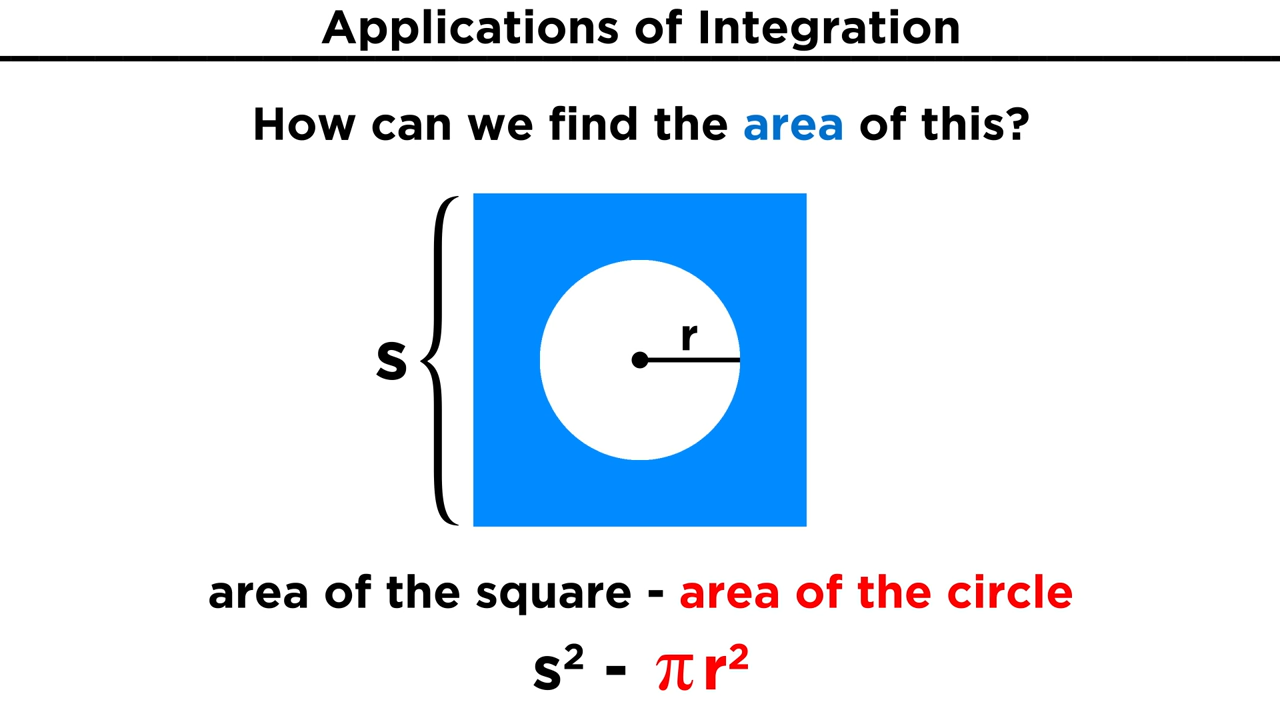 Applications of Integration
How can we find the area of this?
r
s
area of the square - area of the circle
s² - πr²